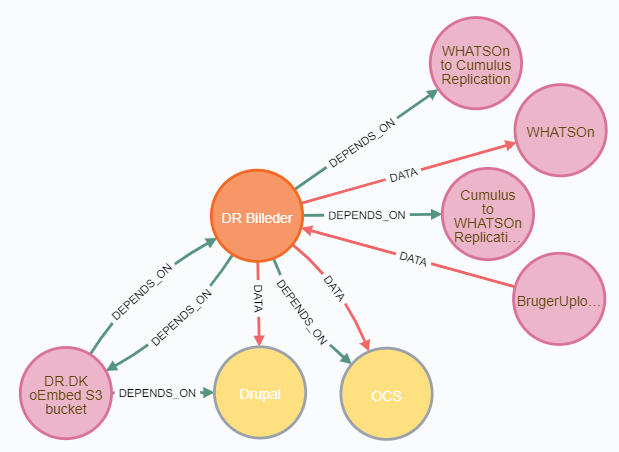 WHATSOn
to Cumulus
Replication
DEPENDS_ON
WHATSOn
DATA
Cumulus
to
WHATSOn
Replicati...
DEPENDS_ON
DR Billeder
DATA
BrugerUplo...
DEPENDS_ON
DEPENDS_ON
DATA
DEPENDS_ON
DATA
DR.DK
oEmbed S3
bucket
DEPENDS_ON
Drupal
OCS